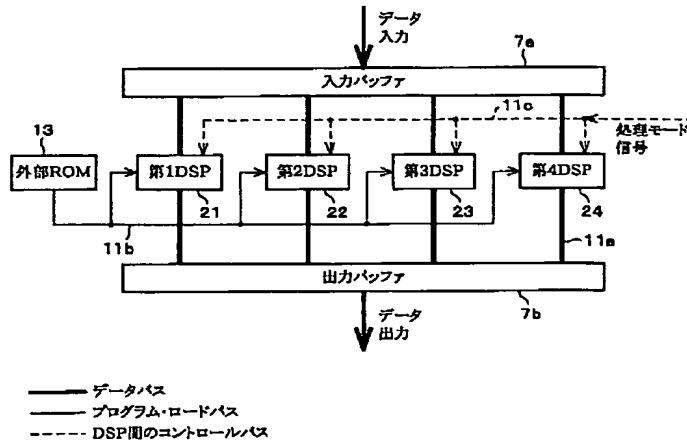 データ
入力
7a
入力バッファ
11c
処理モード
信号
13
外部ROM
第1DSP
第2DSP
第3DSP
第4DSP
21
22
23
24
11b
11a
出力バッファ
7b
データ
出力
データバス
プログラム・ロードバス
DSP間のコントロールバス